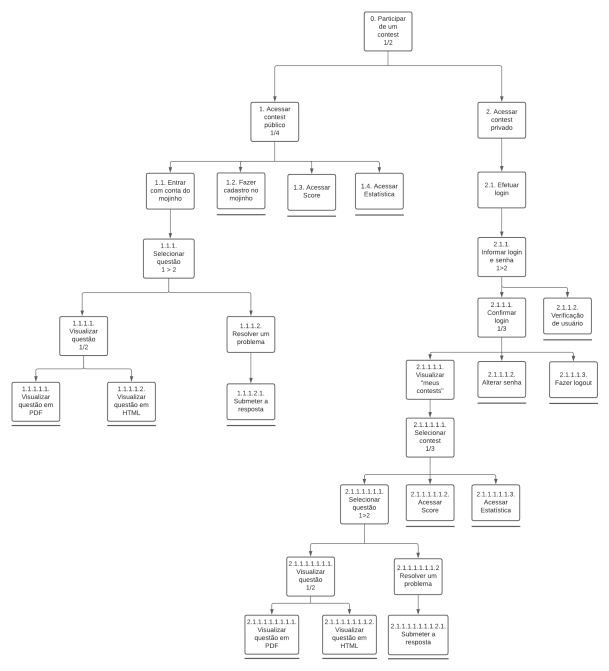 0. Participar
de um
contest
1/2
1. Acessar
contest
público
1/4
2. Acessar
contest
privado
1.1. Entrar
com conta do
mojinho
1.2. Fazer
cadastro no
mojinho
1.3. Acessar
Score
1.4. Acessar
Estatística
2.1. Efetuar
login
1.1.1.
Selecionar
questão
1 > 2
2.1.1.
Informar login
e senha
1>2
1.1.1.1.
Visualizar
questão
1/2
1.1.1.2.
Resolver um
problema
2.1.1.1.
Confirmar
login
1/3
2.1.1.2.
Verificação
de usuário
1.1.1.1.1.
Visualizar
questão em
PDF
1.1.1.1.2.
Visualizar
questão em
HTML
1.1.1.2.1.
Submeter a
resposta
2.1.1.1.1.
Visualizar
"meus
contests"
2.1.1.1.2.
Alterar senha
2.1.1.1.3.
Fazer logout
2.1.1.1.1.1.
Selecionar
contest
1/3
2.1.1.1.1.1.1.
Selecionar
questão
1>2
2.1.1.1.1.1.2.
Acessar
Score
2.1.1.1.1.1.3.
Acessar
Estatística
2.1.1.1.1.1.1.1.
Visualizar
questão
1/2
2.1.1.1.1.1.1.2
Resolver um
problema
2.1.1.1.1.1.1.1.1.
Visualizar
questão em
PDF
2.1.1.1.1.1.1.1.2.
Visualizar
questão em
HTML
2.1.1.1.1.1.1.2.1.
Submeter a
resposta